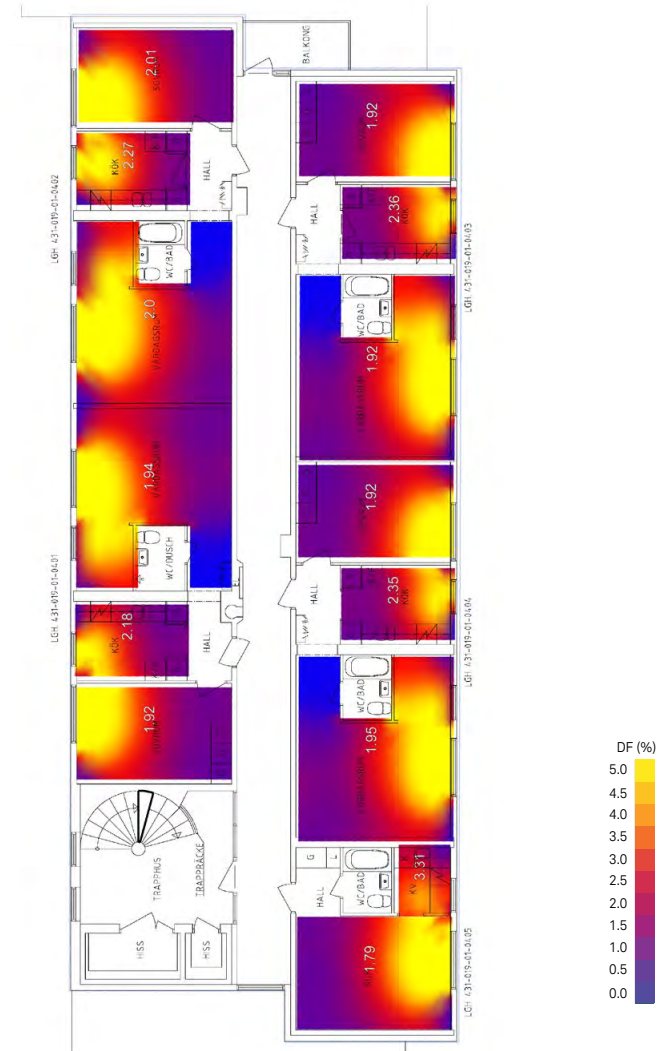 BALKONG
2.01
1.92
KÖK
2.27
HALL
LGH. 431-019-01-0402
HALL
2.36
KÖK
LGH. 431-019-01-0403
WC/BAD
2.0
VARDAGSRUM
WC/BAD
1.92
1.94
VARDAGSRUM
1.92
WC/DUSCH
LGH. 431-019-01-0401
HALL
2.35
KÖK
LGH. 431-019-01-0404
KÖK
2.18
HALL
WC/BAD
1.92
1.95
TRAPPHUS
TRAPPRÄCKE
G
L
HALL
WC/BAD
KV
3.31
K
HISS
HISS
1.79
LGH. 431-019-01-0405
DF (%)
5.0
4.5
4.0
3.5
3.0
2.5
2.0
1.5
1.0
0.5
0.0